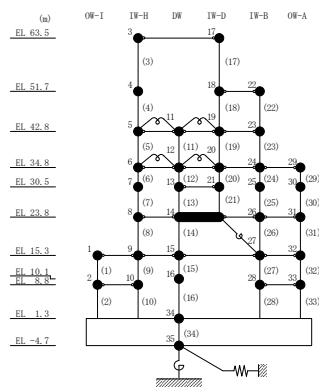 (m) OW-I IW-H DW IW-D IW-B OW-A
EL 63.5 3 17
(3) (17)
EL 51.7 4 18 22
(4) (18) (22)
EL 42.8 5 11 19 23
(5) (11) (19) (23)
EL 34.8 6 12 20 24 29
(6) (12) (20) (24) (29)
EL 30.5 7 13 21 25 30
(7) (13) (21) (25) (30)
EL 23.8 8 14 26 31
(8) (14) 27 (26) (31)
EL 15.3 1 9 15 32
(1) (9) (15) (27) (32)
EL 10.1 16
EL 8.8 2 10 28 33
(2) (10) (16) (28) (33)
EL 1.3 34
(34)
EL -4.7 35